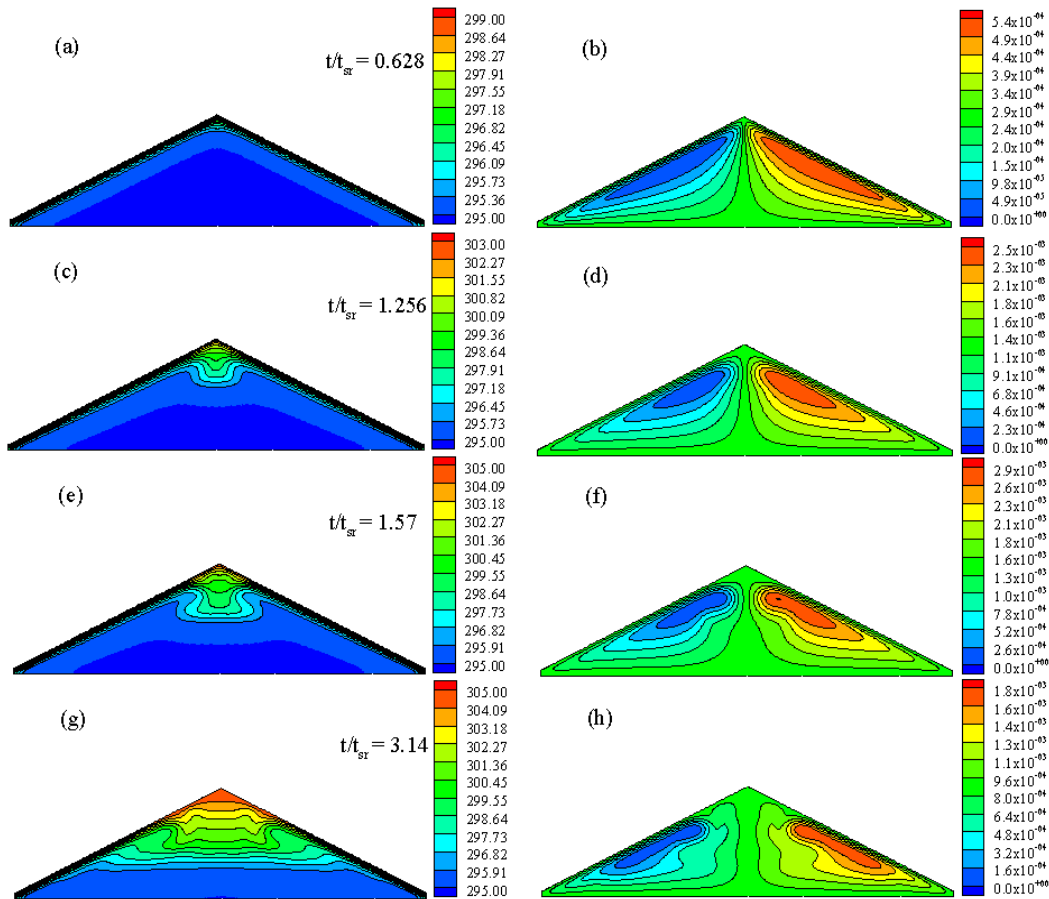 (a)
t/tsr = 0.628
299.00
298.64
298.27
297.91
297.55
297.18
296.82
296.45
296.09
295.73
295.36
295.00
(b)
5.4x10-04
4.9x10-04
4.4x10-04
3.9x10-04
3.4x10-04
2.9x10-04
2.0x10-04
1.5x10-04
9.8x10-05
4.9x10-05
0.0x10+00
(c)
t/tsr = 1.256
303.00
302.27
301.55
300.82
300.09
299.36
298.64
297.91
297.18
296.45
295.73
295.00
(d)
2.5x10-03
2.3x10-03
2.1x10-03
1.8x10-03
1.6x10-03
1.4x10-03
1.1x10-03
9.1x10-04
6.8x10-04
4.6x10-04
2.3x10-04
0.0x10+00
(e)
t/tsr = 1.57
305.00
304.09
303.18
302.27
301.36
300.45
299.55
298.64
297.73
296.82
295.91
295.00
(f)
2.9x10-03
2.6x10-03
2.3x10-03
2.1x10-03
1.8x10-03
1.6x10-03
1.3x10-03
1.0x10-03
7.8x10-04
5.2x10-04
2.6x10-04
0.0x10+00
(g)
t/tsr = 3.14
305.00
304.09
303.18
302.27
301.36
300.45
299.55
298.64
297.73
296.82
295.91
295.00
(h)
1.8x10-03
1.6x10-03
1.4x10-03
1.3x10-03
1.1x10-03
9.6x10-04
8.0x10-04
6.4x10-04
4.8x10-04
3.2x10-04
1.6x10-04
0.0x10+00